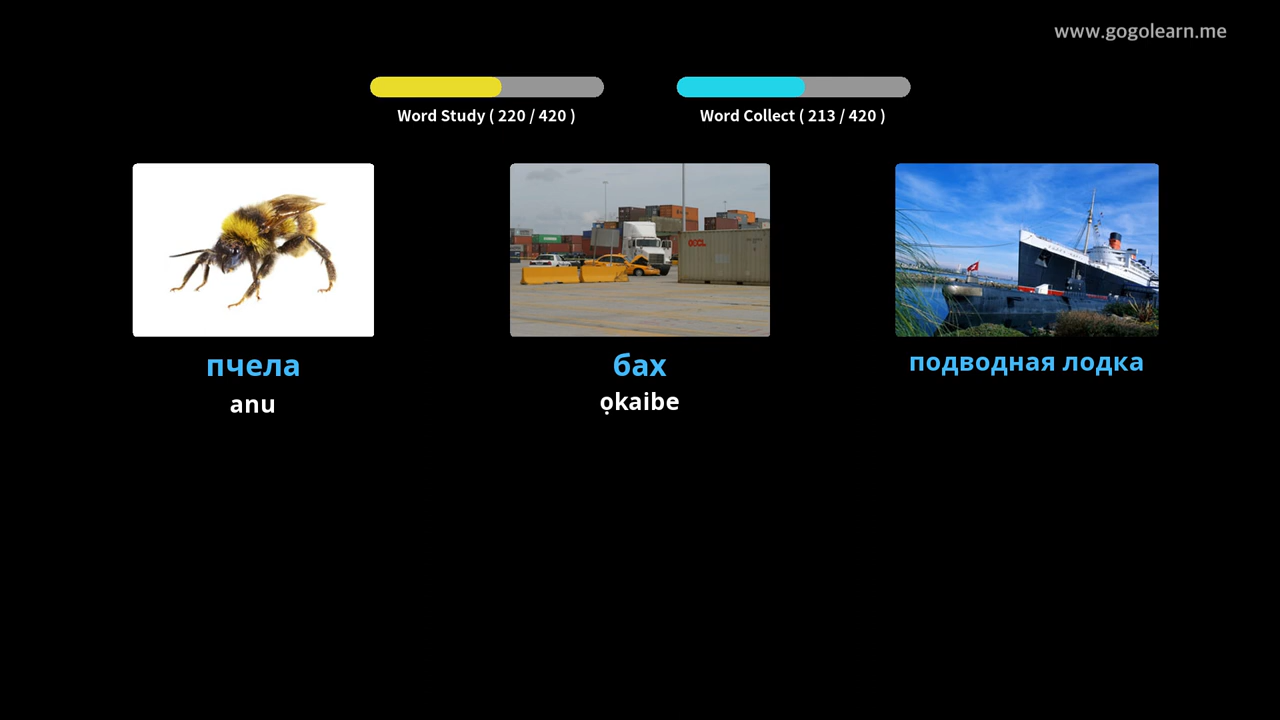 www.gogolearn.me
Word Study ( 220 / 420 )
Word Collect ( 213 / 420 )
пчела
anu
бах
ọkaibe
подводная лодка